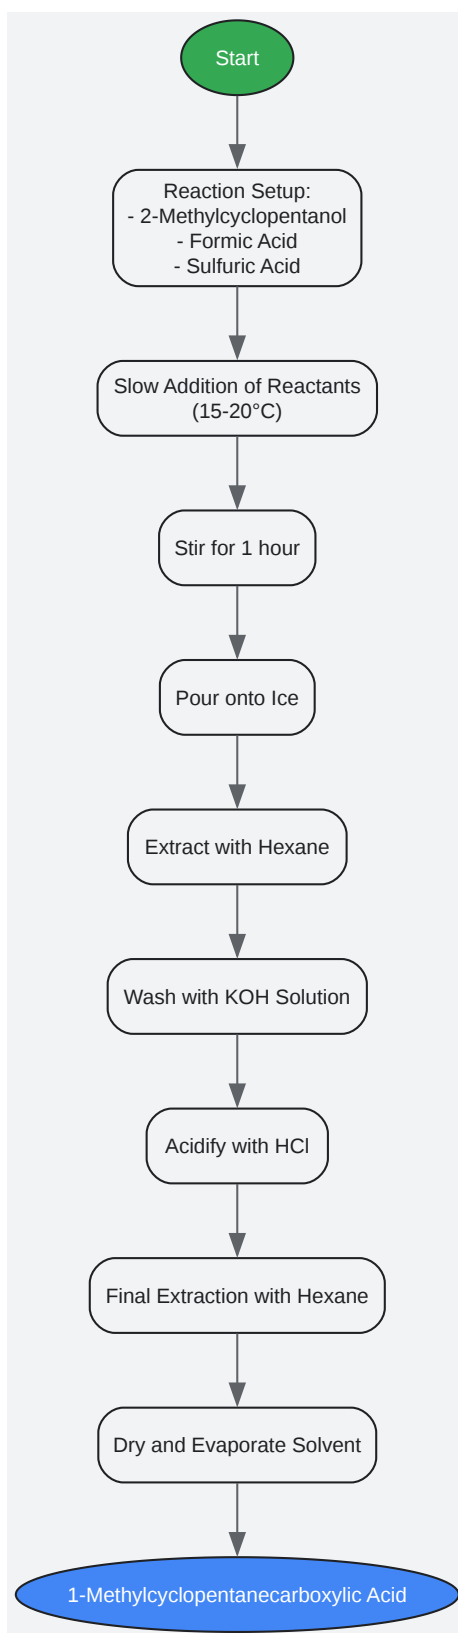 Start
Reaction Setup:
- 2-Methylcyclopentanol
- Formic Acid
- Sulfuric Acid
Slow Addition of Reactants
(15-20°C)
Stir for 1 hour
Pour onto Ice
Extract with Hexane
Wash with KOH Solution
Acidify with HCl
Final Extraction with Hexane
Dry and Evaporate Solvent
1-Methylcyclopentanecarboxylic Acid